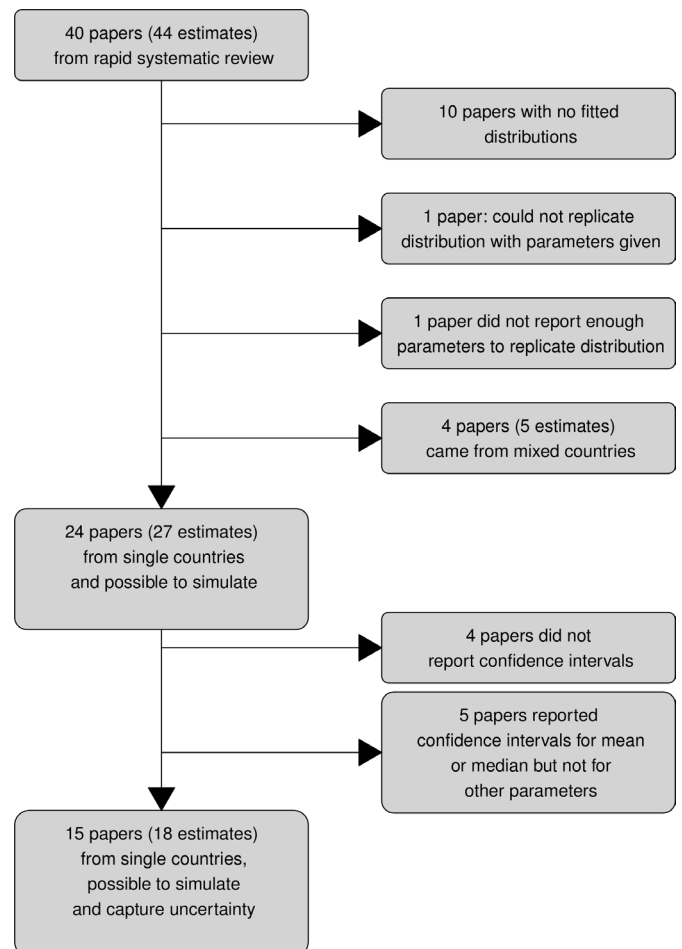 40 papers (44 estimates)
from rapid systematic review
10 papers with no fitted
distributions
1 paper: could not replicate
distribution with parameters given
1 paper did not report enough
parameters to replicate distribution
4 papers (5 estimates)
came from mixed countries
24 papers (27 estimates)
from single countries
and possible to simulate
4 papers did not
report confidence intervals
5 papers reported
confidence intervals for mean
or median but not for
other parameters
15 papers (18 estimates)
from single countries,
possible to simulate
and capture uncertainty